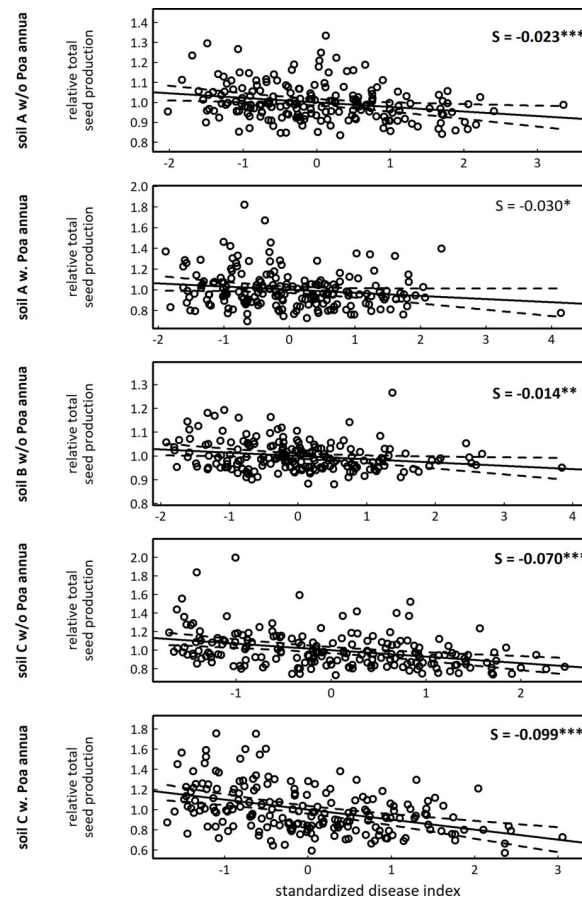 soil A w/o Poa annua
relative total
seed production
1.4
1.3
1.2
1.1
1.0
0.9
0.8
S = -0.023***
-2 -1 0 1 2 3
soil A w. Poa annua
relative total
seed production
2.0
1.8
1.6
1.4
1.2
1.0
0.8
S = -0.030*
-2 -1 0 1 2 3 4
soil B w/o Poa annua
relative total
seed production
1.3
1.2
1.1
1.0
0.9
0.8
S = -0.014**
-2 -1 0 1 2 3 4
soil C w/o Poa annua
relative total
seed production
2.0
1.8
1.6
1.4
1.2
1.0
0.8
S = -0.070***
-1 0 1 2
soil C w. Poa annua
relative total
seed production
1.8
1.6
1.4
1.2
1.0
0.8
0.6
S = -0.099***
-1 0 1 2 3
standardized disease index